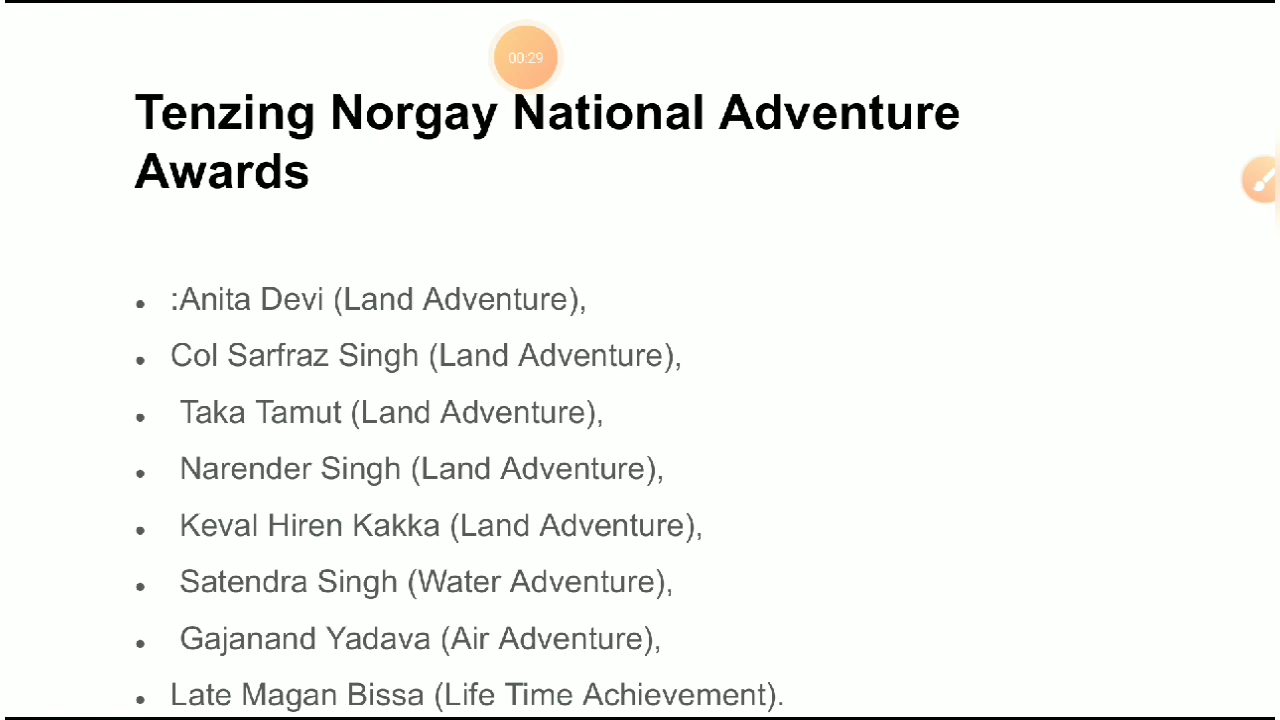 00:29
Tenzing Norgay National Adventure
Awards
• :Anita Devi (Land Adventure),
• Col Sarfraz Singh (Land Adventure),
• Taka Tamut (Land Adventure),
• Narender Singh (Land Adventure),
• Keval Hiren Kakka (Land Adventure),
• Satendra Singh (Water Adventure),
• Gajanand Yadava (Air Adventure),
• Late Magan Bissa (Life Time Achievement).